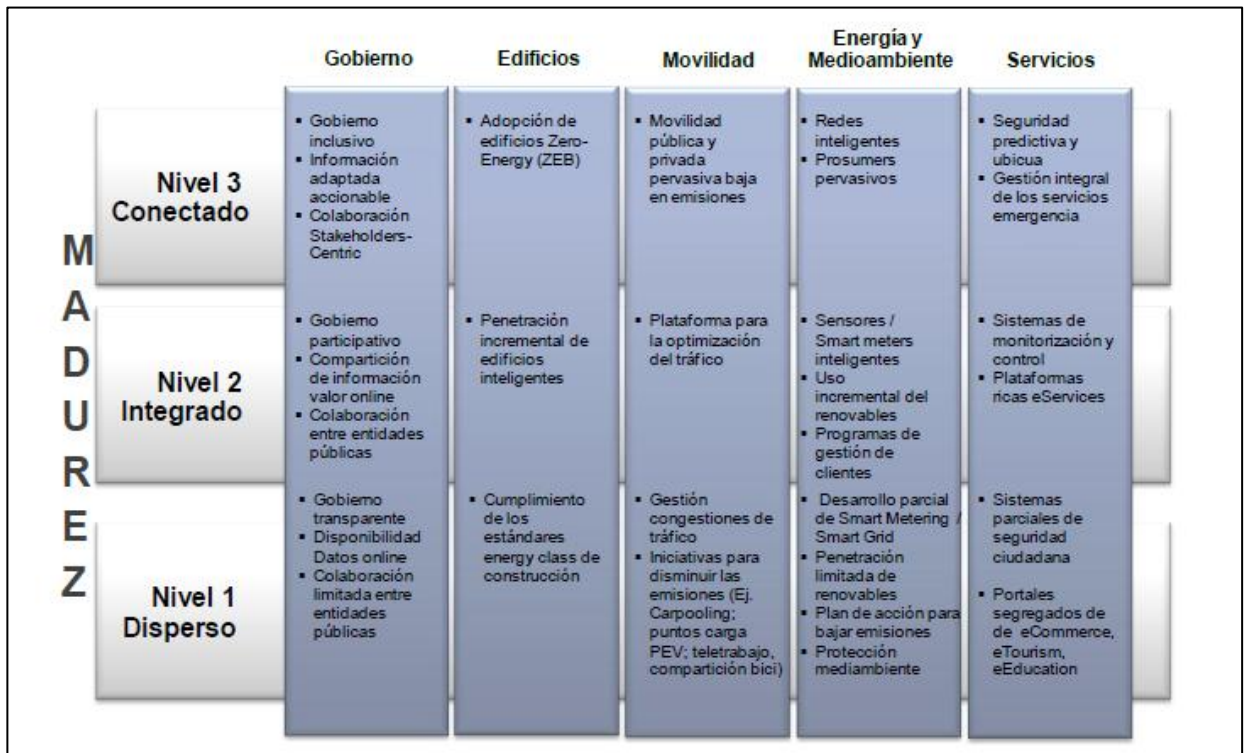 Gobierno
Edificios
Movilidad
Energía y
Medioambiente
Servicios
MADUREZ
Nivel 3
Conectado
▪ Gobierno
inclusivo
▪ Información
adaptada
accionable
▪ Colaboración
Stakeholders-
Centric
▪ Adopción de
edificios Zero-
Energy (ZEB)
▪ Movilidad
pública y
privada
pervasiva baja
en emisiones
▪ Redes
inteligentes
▪ Prosumers
pervasivos
▪ Seguridad
predictiva y
ubicua
▪ Gestión integral
de los servicios
emergencia
Nivel 2
Integrado
▪ Gobierno
participativo
▪ Compartición
de información
valor online
▪ Colaboración
entre entidades
públicas
▪ Penetración
incremental de
edificios
inteligentes
▪ Plataforma para
la optimización
del tráfico
▪ Sensores /
Smart meters
inteligentes
▪ Uso
incremental del
renovables
▪ Programas de
gestión de
clientes
▪ Sistemas de
monitorización y
control
▪ Plataformas
ricas eServices
Nivel 1
Disperso
▪ Gobierno
transparente
▪ Disponibilidad
Datos online
▪ Colaboración
limitada entre
entidades
públicas
▪ Cumplimiento
de los
estándares
energy class de
construcción
▪ Gestión
congestiones de
tráfico
▪ Iniciativas para
disminuir las
emisiones (Ej.
Carpooling;
puntos carga
PEV; teletrabajo,
compartición bici)
▪ Desarrollo parcial
de Smart Metering /
Smart Grid
▪ Penetración
limitada de
renovables
▪ Plan de acción para
bajar emisiones
▪ Protección
mediambiente
▪ Sistemas
parciales de
seguridad
ciudadana
▪ Portales
segregados de
de eCommerce,
eTourism,
eEducation